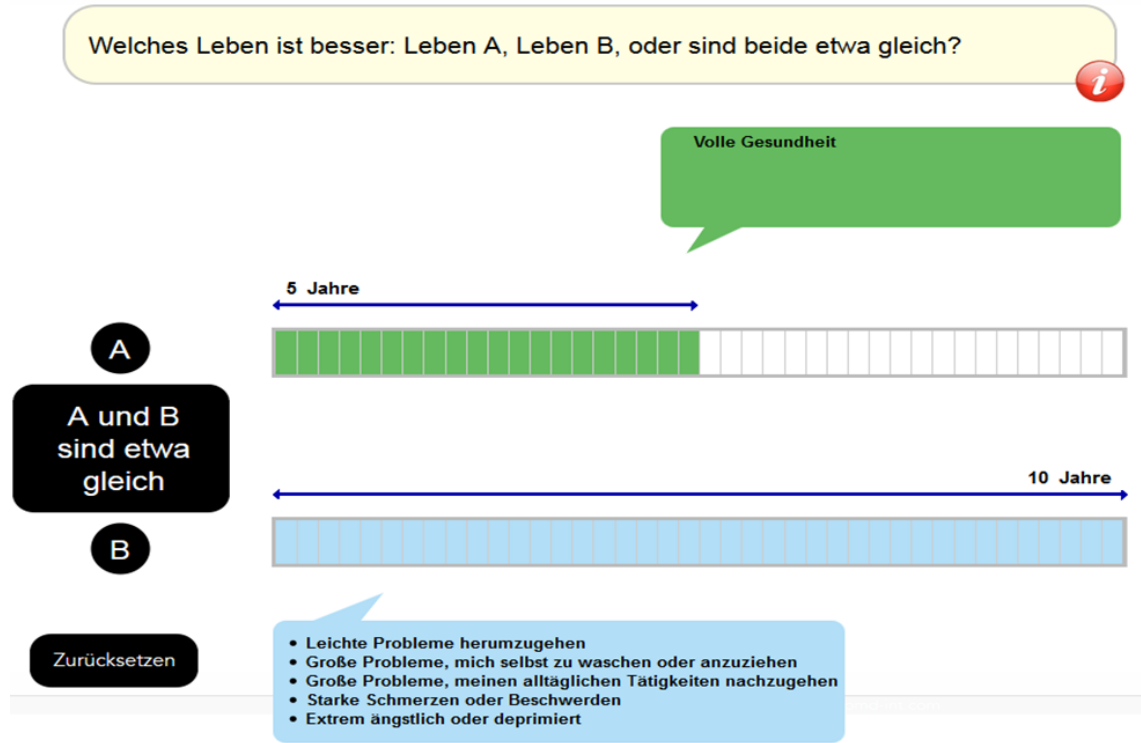 Welches Leben ist besser: Leben A, Leben B, oder sind beide etwa gleich?
i
Volle Gesundheit
5 Jahre
A
A und B
sind etwa
gleich
10 Jahre
B
Zurücksetzen
• Leichte Probleme herumzugehen
• Große Probleme, mich selbst zu waschen oder anzuziehen
• Große Probleme, meinen alltäglichen Tätigkeiten nachzugehen
• Starke Schmerzen oder Beschwerden
• Extrem ängstlich oder deprimiert